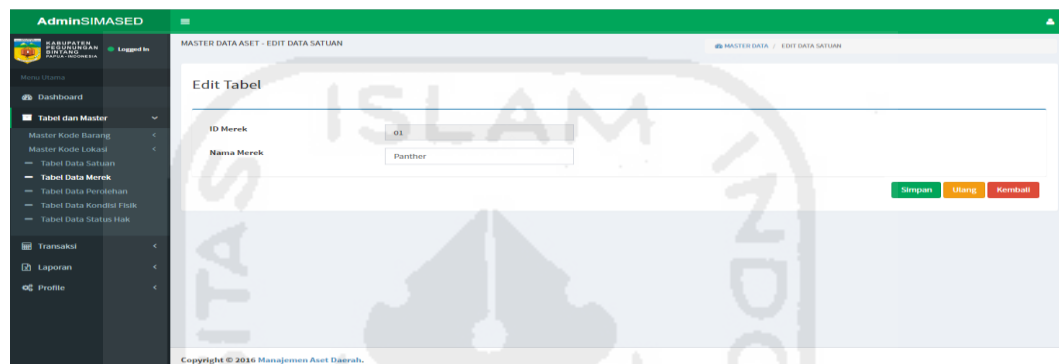 AdminSIMASED
KABUPATEN
PEGUNUNGAN
BINTANG
PAPUA-INDONESIA
Logged In
Menu Utama
Dashboard
Tabel dan Master
Master Kode Barang
Master Kode Lokasi
Tabel Data Satuan
Tabel Data Merek
Tabel Data Perolehan
Tabel Data Kondisi Fisik
Tabel Data Status Hak
Transaksi
Laporan
Profile
MASTER DATA ASET - EDIT DATA SATUAN
MASTER DATA / EDIT DATA SATUAN
Edit Tabel
ID Merek
01
Nama Merek
Panther
Simpan
Ulang
Kembali
Copyright © 2016 Manajemen Aset Daerah.
ISLAM